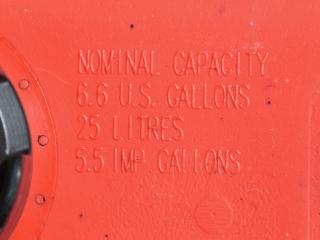 NOMINAL CAPACITY
6.6 U.S. GALLONS
25 LITRES
5.5 IMP GALLONS